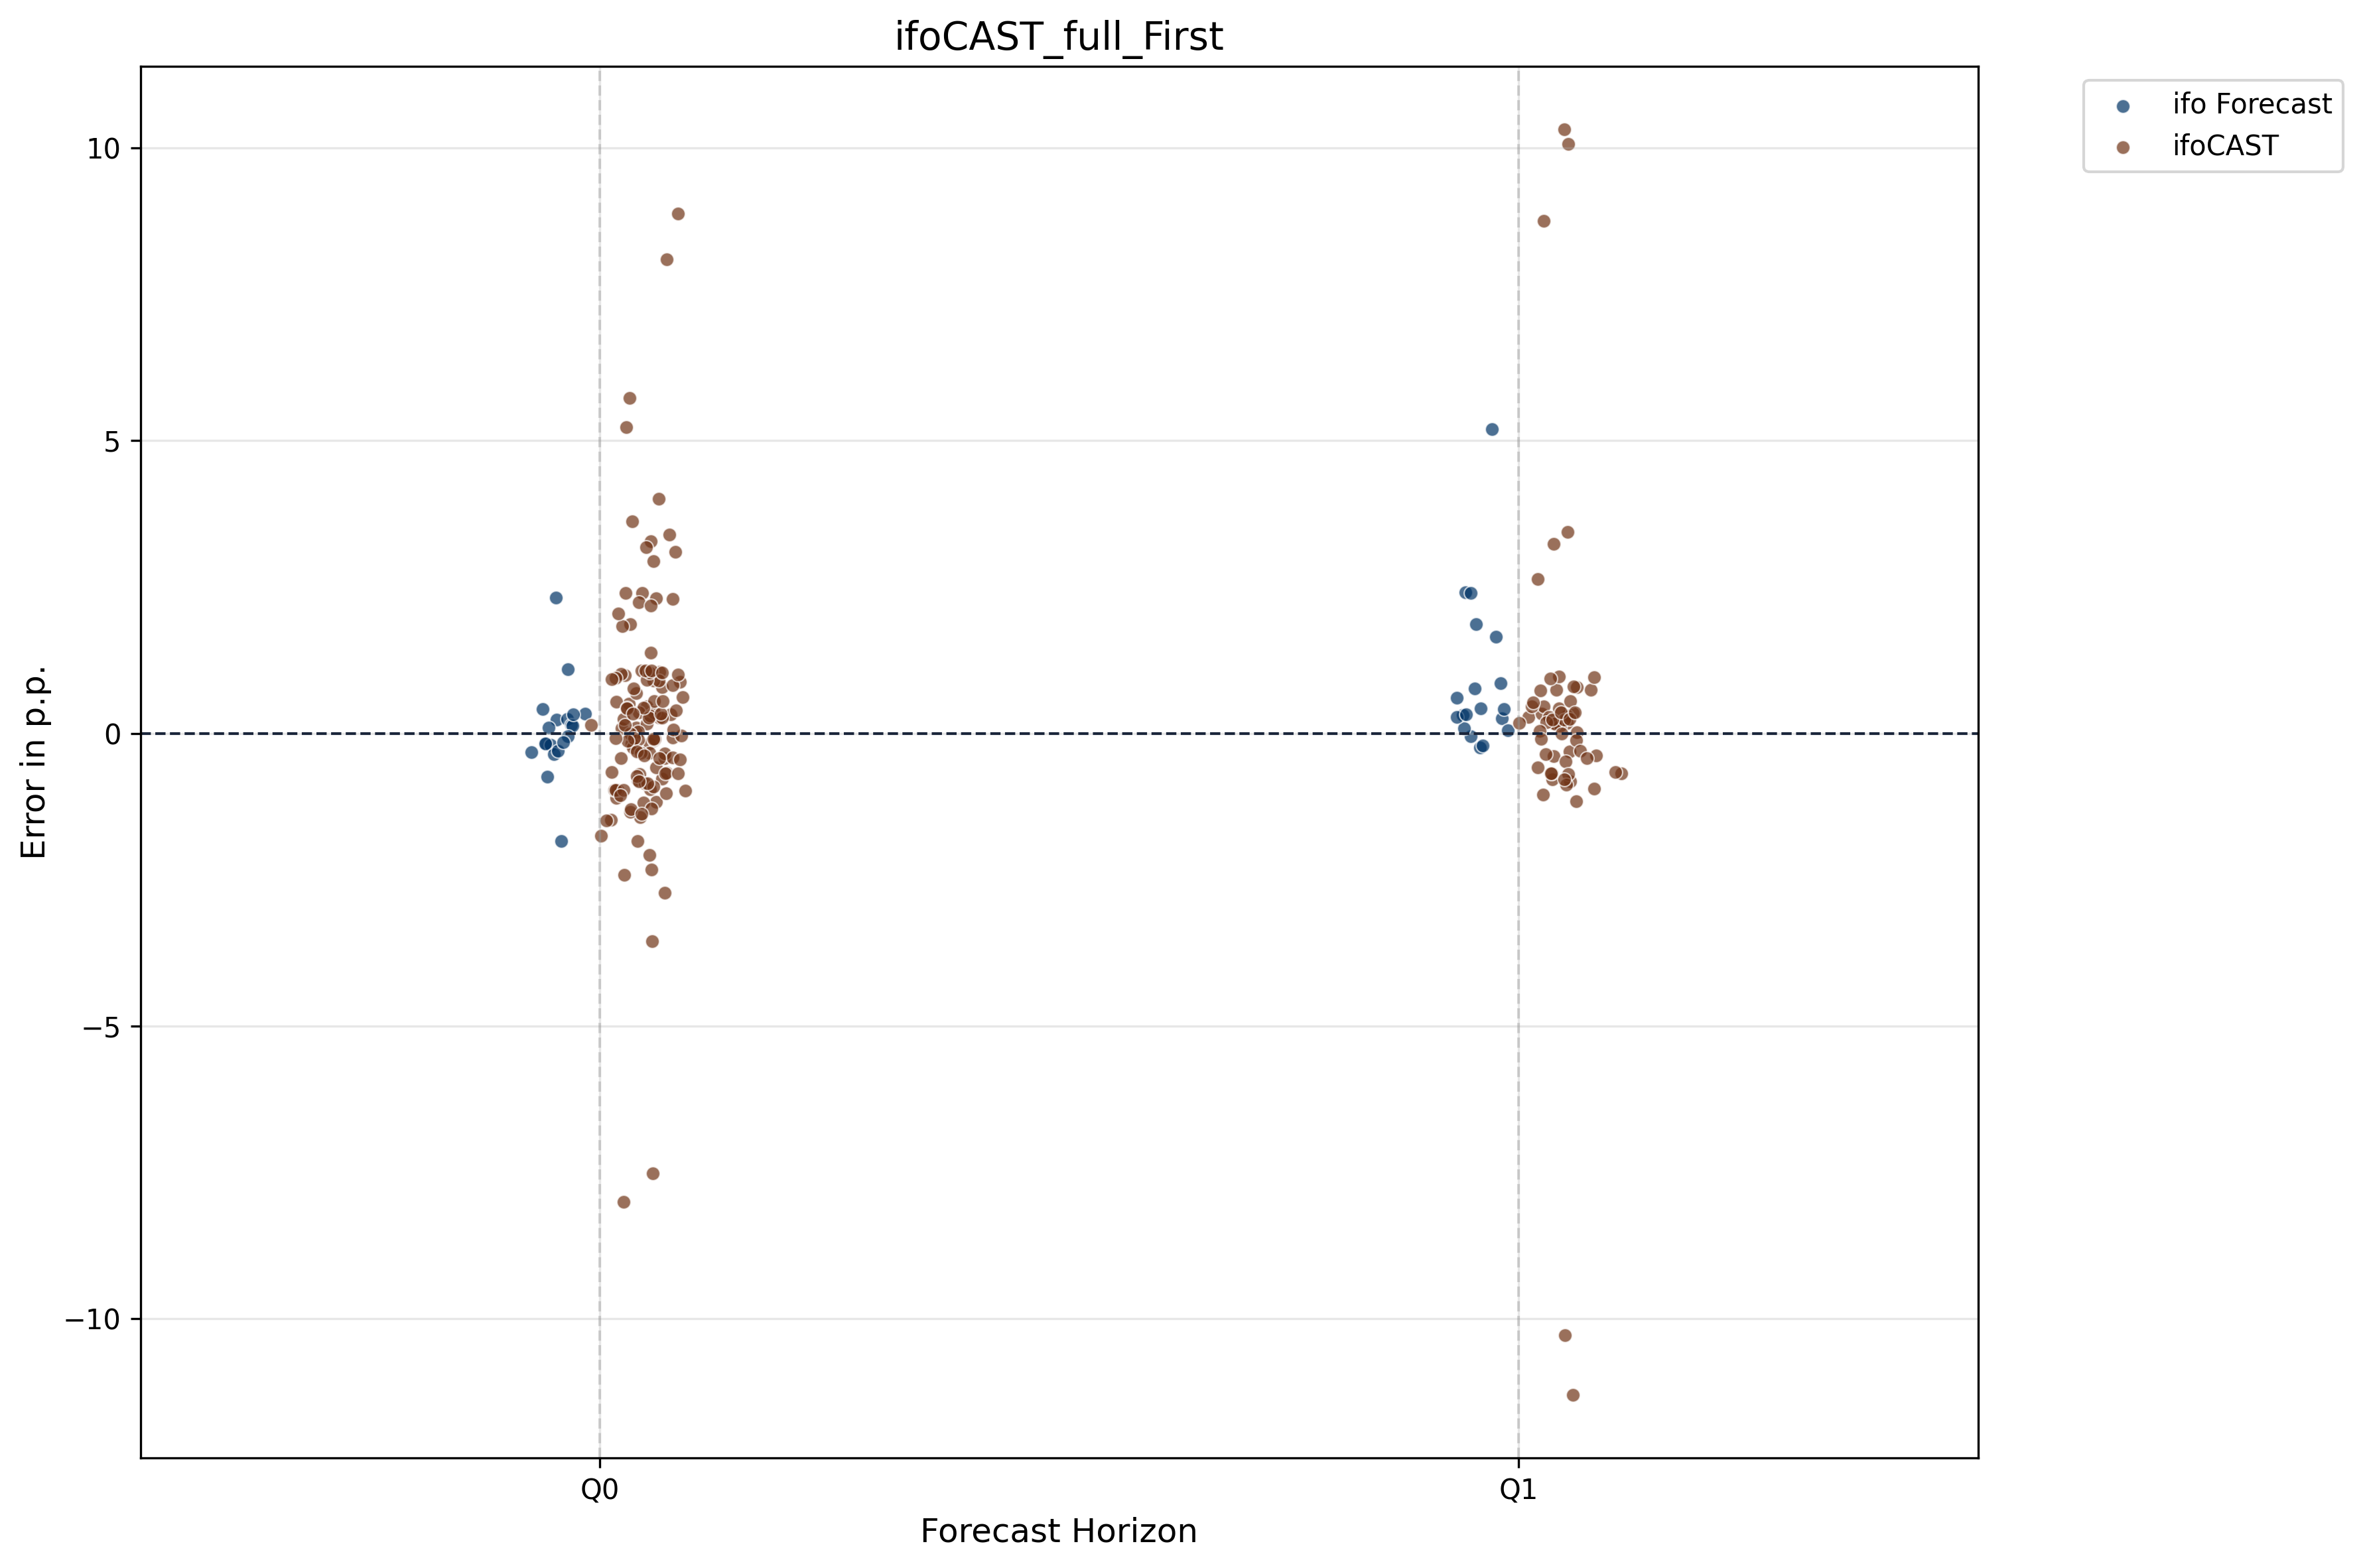 ifoCAST_full_First
ifo Forecast
ifoCAST
Error in p.p.
10
5
0
−5
−10
Q0
Q1
Forecast Horizon